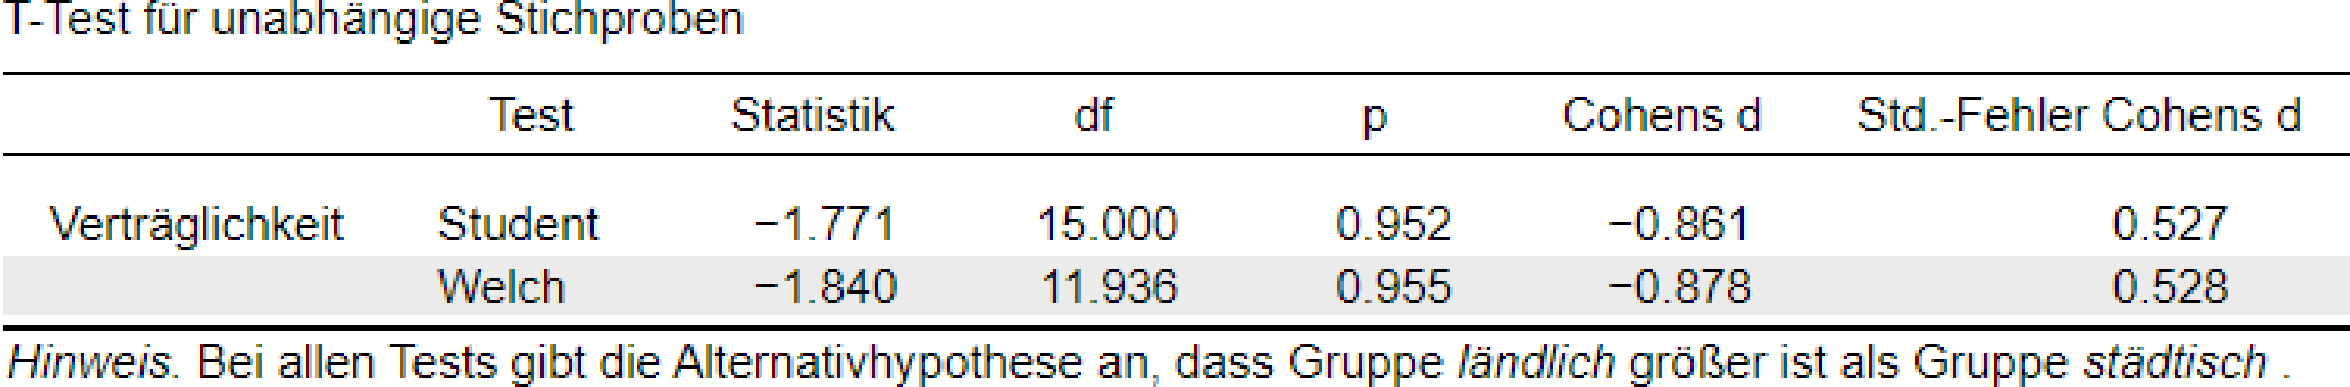 T-Test für unabhängige Stichproben
Test Statistik df p Cohens d Std.-Fehler Cohens d
Verträglichkeit Student −1.771 15.000 0.952 −0.861 0.527
Welch −1.840 11.936 0.955 −0.878 0.528
Hinweis. Bei allen Tests gibt die Alternativhypothese an, dass Gruppe ländlich größer ist als Gruppe städtisch .